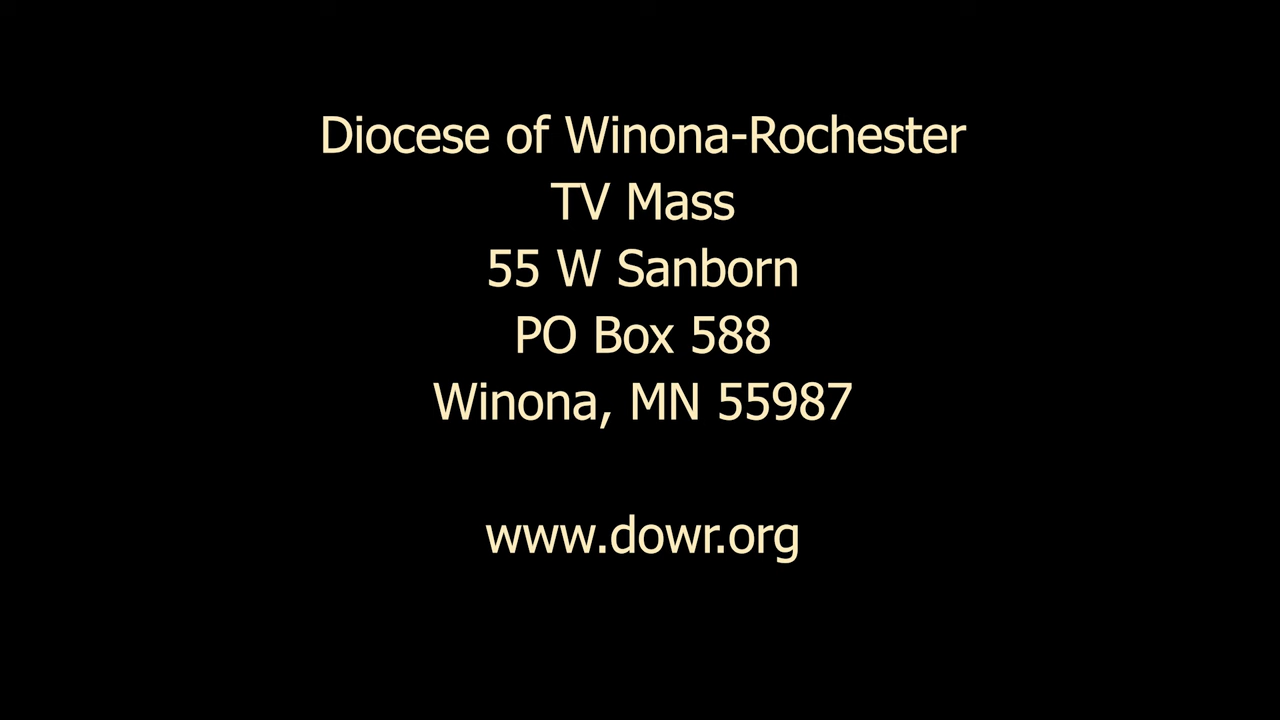 Diocese of Winona-Rochester
TV Mass
55 W Sanborn
PO Box 588
Winona, MN 55987
www.dowr.org